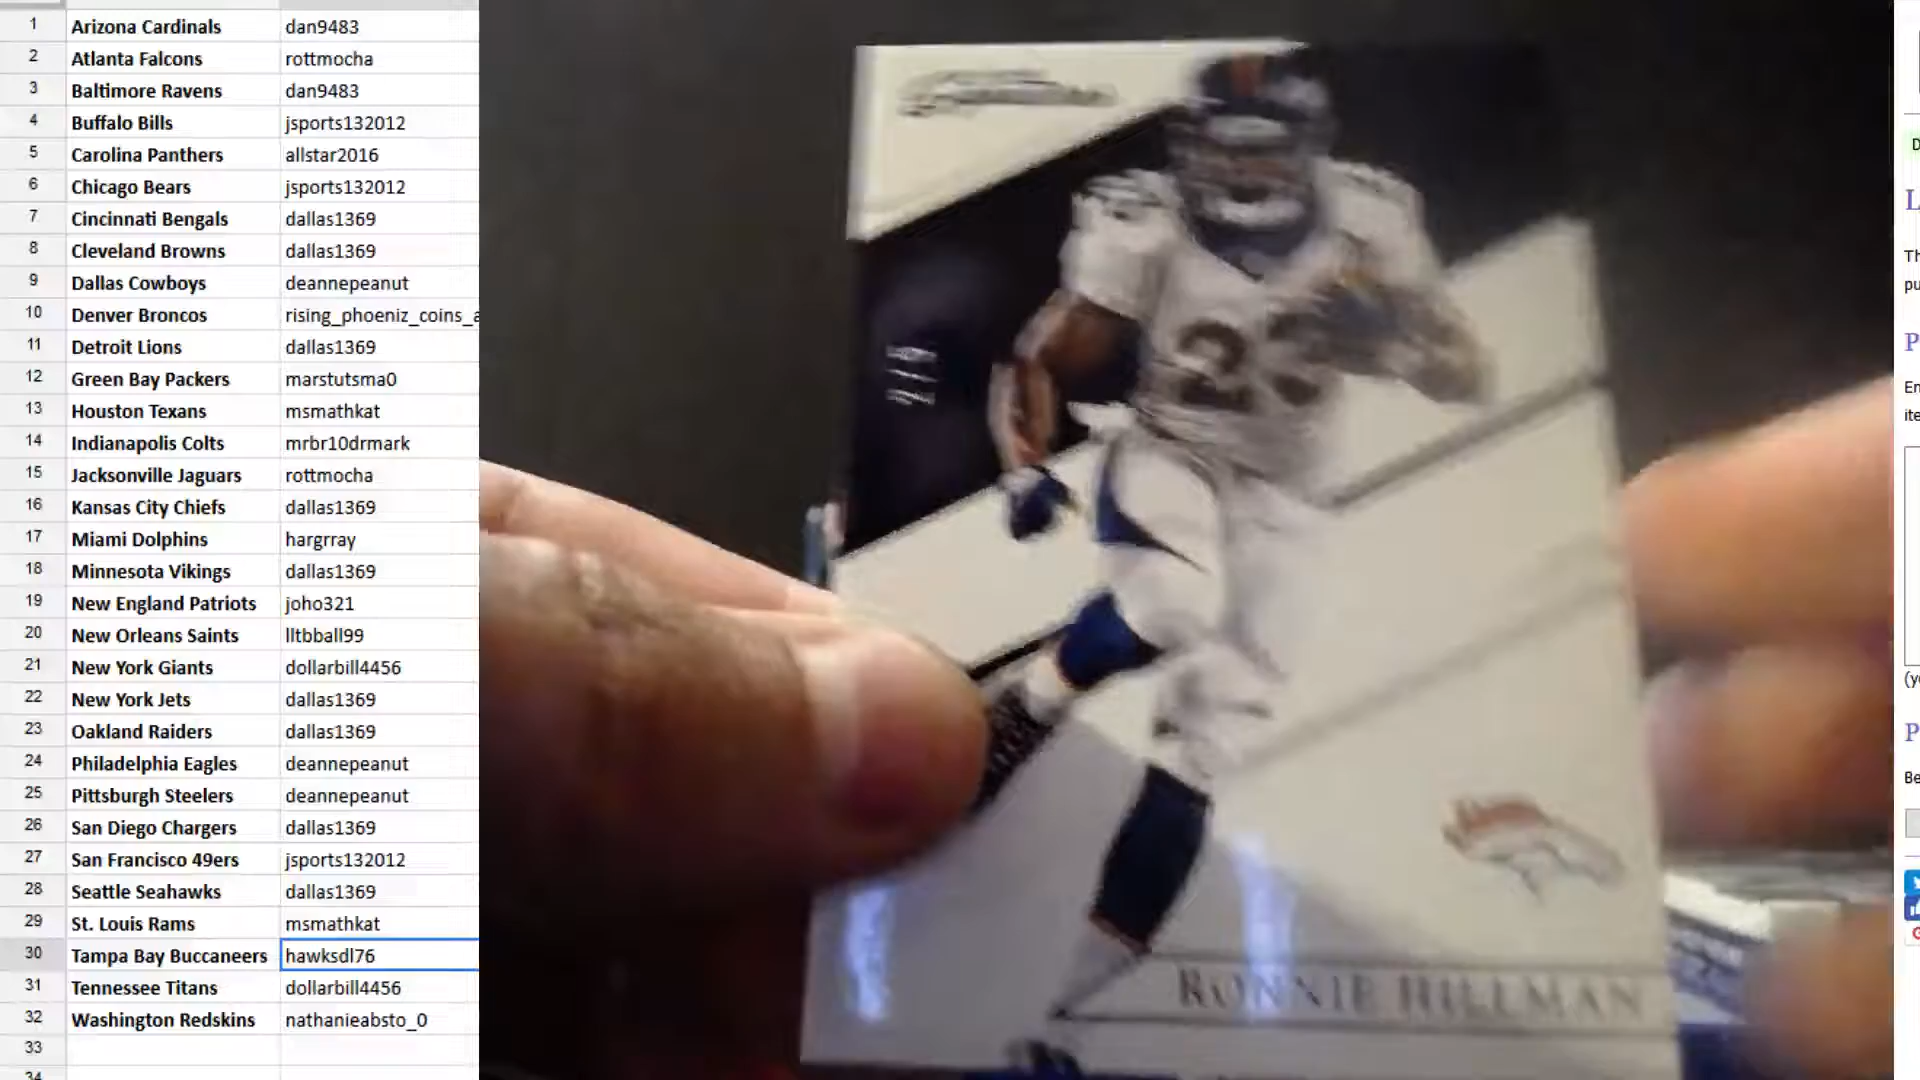 1 Arizona Cardinals dan9483
2 Atlanta Falcons rottmocha
3 Baltimore Ravens dan9483
4 Buffalo Bills jsports132012
5 Carolina Panthers allstar2016
6 Chicago Bears jsports132012
7 Cincinnati Bengals dallas1369
8 Cleveland Browns dallas1369
9 Dallas Cowboys deannepeanut
10 Denver Broncos rising_phoeniz_coins_a
11 Detroit Lions dallas1369
12 Green Bay Packers marstutsma0
13 Houston Texans msmathkat
14 Indianapolis Colts mrbr10drmark
15 Jacksonville Jaguars rottmocha
16 Kansas City Chiefs dallas1369
17 Miami Dolphins hargrray
18 Minnesota Vikings dallas1369
19 New England Patriots joho321
20 New Orleans Saints lltbball99
21 New York Giants dollarbill4456
22 New York Jets dallas1369
23 Oakland Raiders dallas1369
24 Philadelphia Eagles deannepeanut
25 Pittsburgh Steelers deannepeanut
26 San Diego Chargers dallas1369
27 San Francisco 49ers jsports132012
28 Seattle Seahawks dallas1369
29 St. Louis Rams msmathkat
30 Tampa Bay Buccaneers hawksdl76
31 Tennessee Titans dollarbill4456
32 Washington Redskins nathanieabsto_0
33
34
RONNIE HILLMAN
D
L
Th
pu
P
En
ite
(y
P
Be